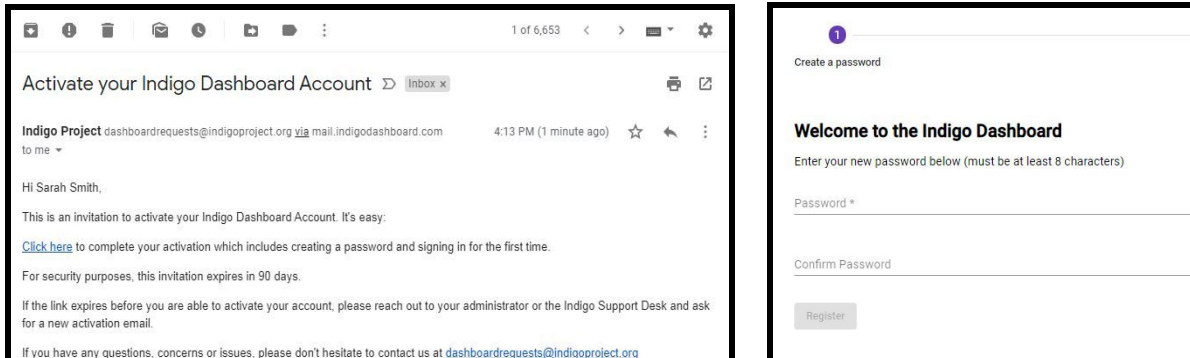 1 of 6,653
Activate your Indigo Dashboard Account Inbox x
Indigo Project dashboardrequests@indigoproject.org via mail.indigodashboard.com 4:13 PM (1 minute ago)
to me
Hi Sarah Smith,
This is an invitation to activate your Indigo Dashboard Account. It's easy:
Click here to complete your activation which includes creating a password and signing in for the first time.
For security purposes, this invitation expires in 90 days.
If the link expires before you are able to activate your account, please reach out to your administrator or the Indigo Support Desk and ask
for a new activation email.
If you have any questions, concerns or issues, please don't hesitate to contact us at dashboardrequests@indigoproject.org
1
Create a password
Welcome to the Indigo Dashboard
Enter your new password below (must be at least 8 characters)
Password *
Confirm Password
Register